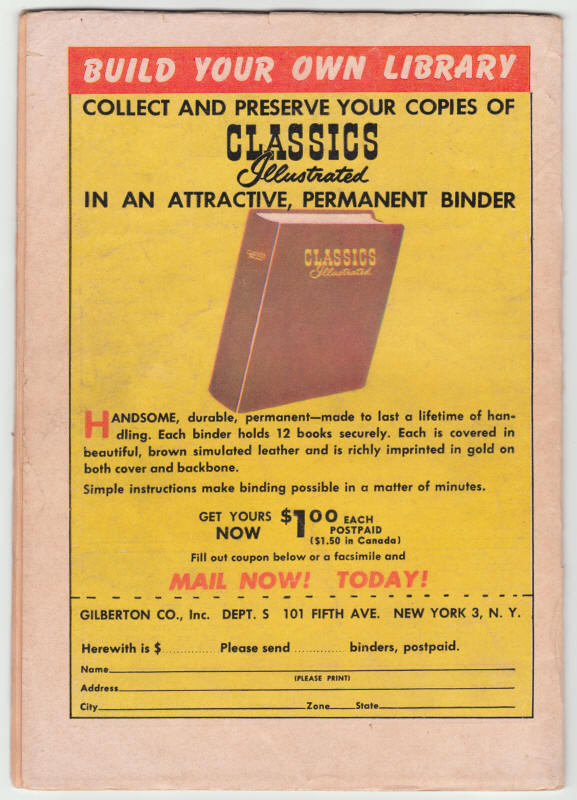 BUILD YOUR OWN LIBRARY
COLLECT AND PRESERVE YOUR COPIES OF
CLASSICS
Illustrated
IN AN ATTRACTIVE, PERMANENT BINDER
CLASSICS
Illustrated
HANDSOME, durable, permanent—made to last a lifetime of han-
dling. Each binder holds 12 books securely. Each is covered in
beautiful, brown simulated leather and is richly imprinted in gold on
both cover and backbone.
Simple instructions make binding possible in a matter of minutes.
GET YOURS NOW $1.00 EACH POSTPAID
($1.50 in Canada)
Fill out coupon below or a facsimile and
MAIL NOW! TODAY!
GILBERTON CO., Inc. DEPT. S 101 FIFTH AVE. NEW YORK 3, N. Y.
Herewith is $.............. Please send ............. binders, postpaid.
Name
(PLEASE PRINT)
Address
City Zone State